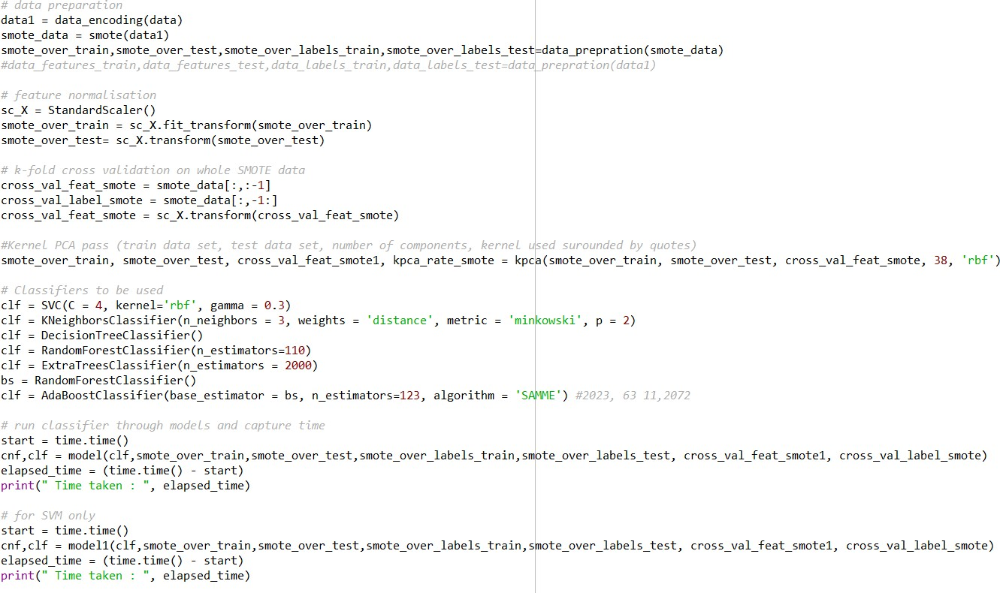 # data preparation
data1 = data_encoding(data)
smote_data = smote(data1)
smote_over_train,smote_over_test,smote_over_labels_train,smote_over_labels_test=data_prepration(smote_data)
#data_features_train,data_features_test,data_labels_train,data_labels_test=data_prepration(data1)
# feature normalisation
sc_X = StandardScaler()
smote_over_train = sc_X.fit_transform(smote_over_train)
smote_over_test= sc_X.transform(smote_over_test)
# k-fold cross validation on whole SMOTE data
cross_val_feat_smote = smote_data[:,:-1]
cross_val_label_smote = smote_data[:,-1:]
cross_val_feat_smote = sc_X.transform(cross_val_feat_smote)
#Kernel PCA pass (train data set, test data set, number of components, kernel used surounded by quotes)
smote_over_train, smote_over_test, cross_val_feat_smote1, kpca_rate_smote = kpca(smote_over_train, smote_over_test, cross_val_feat_smote, 38, 'rbf')
# Classifiers to be used
clf = SVC(C = 4, kernel='rbf', gamma = 0.3)
clf = KNeighborsClassifier(n_neighbors = 3, weights = 'distance', metric = 'minkowski', p = 2)
clf = DecisionTreeClassifier()
clf = RandomForestClassifier(n_estimators=110)
clf = ExtraTreesClassifier(n_estimators = 2000)
bs = RandomForestClassifier()
clf = AdaBoostClassifier(base_estimator = bs, n_estimators=123, algorithm = 'SAMME') #2023, 63 11,2072
# run classifier through models and capture time
start = time.time()
cnf,clf = model(clf,smote_over_train,smote_over_test,smote_over_labels_train,smote_over_labels_test, cross_val_feat_smote1, cross_val_label_smote)
elapsed_time = (time.time() - start)
print(" Time taken : ", elapsed_time)
# for SVM only
start = time.time()
cnf,clf = model1(clf,smote_over_train,smote_over_test,smote_over_labels_train,smote_over_labels_test, cross_val_feat_smote1, cross_val_label_smote)
elapsed_time = (time.time() - start)
print(" Time taken : ", elapsed_time)